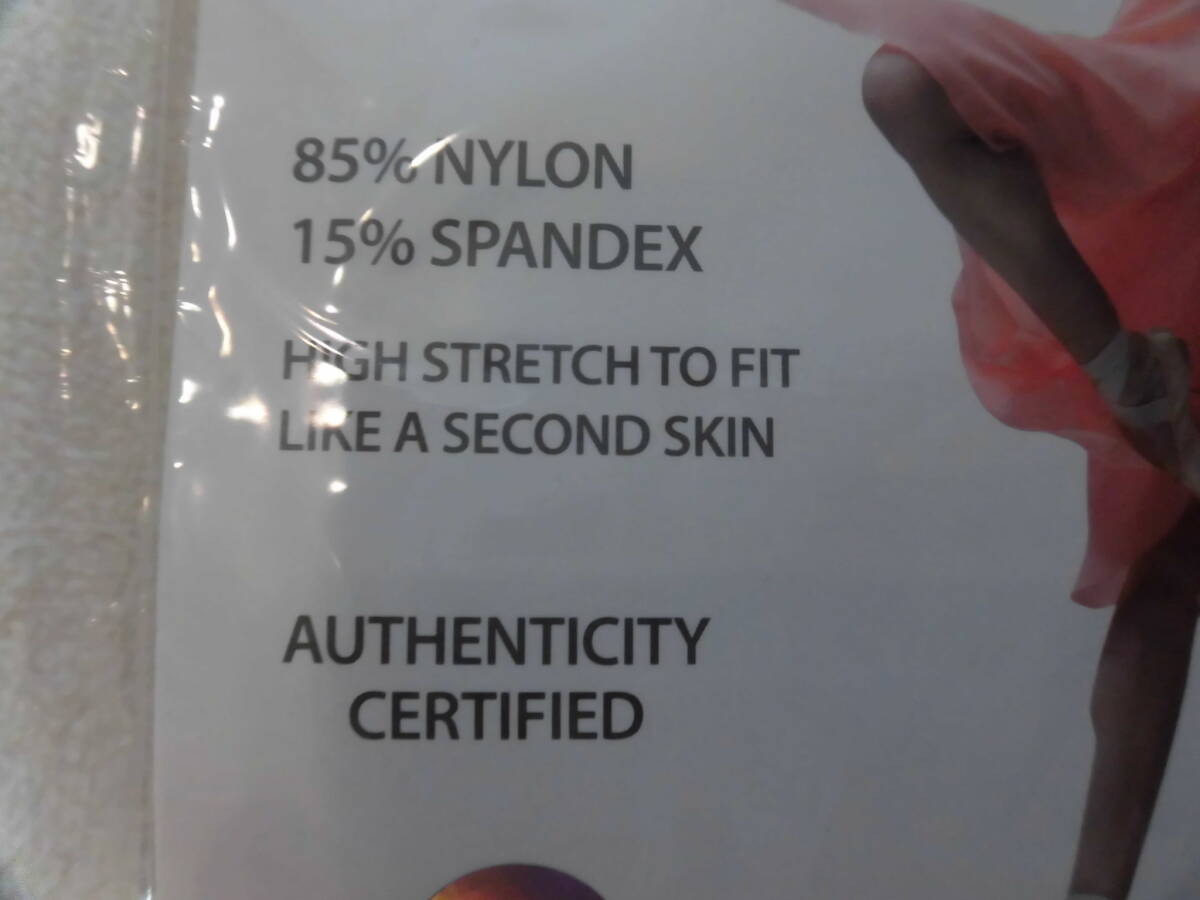 85% NYLON
15% SPANDEX
HIGH STRETCH TO FIT
LIKE A SECOND SKIN
AUTHENTICITY
CERTIFIED